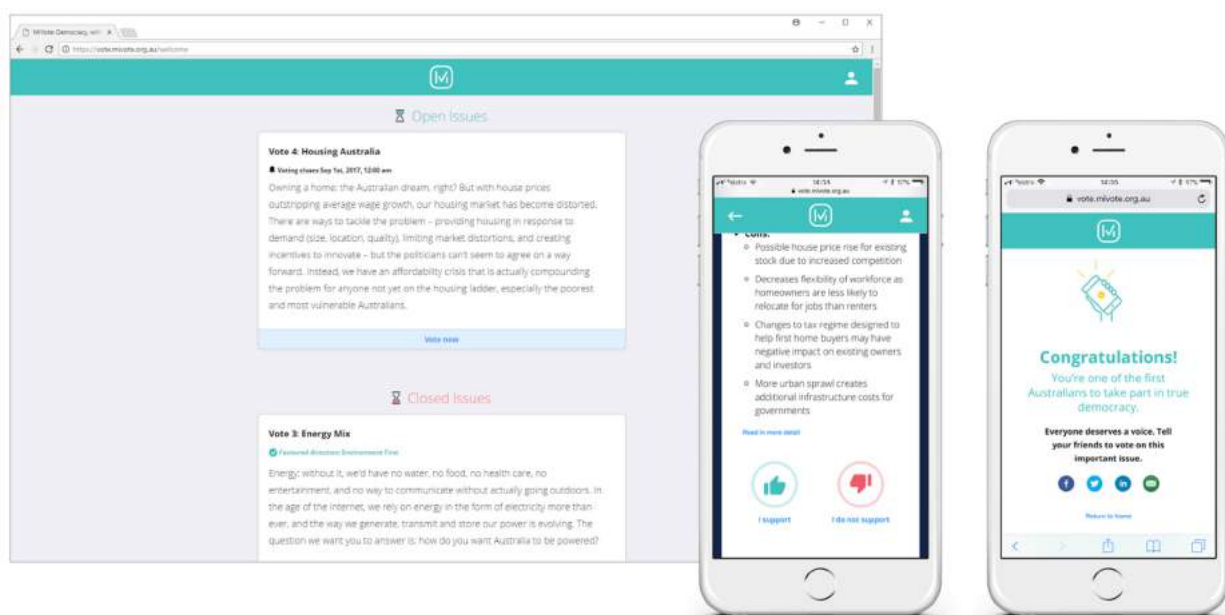 MiVote Democracy, with
https://vote.mivote.org.au/welcome
Open Issues
Vote 4: Housing Australia
Voting closes Sep 1st, 2017, 12:00 am
Owning a home: the Australian dream, right? But with house prices
outstripping average wage growth, our housing market has become distorted.
There are ways to tackle the problem – providing housing in response to
demand (size, location, quality), limiting market distortions, and creating
incentives to innovate – but the politicians can't seem to agree on a way
forward. Instead, we have an affordability crisis that is actually compounding
the problem for anyone not yet on the housing ladder, especially the poorest
and most vulnerable Australians.
Vote now
Closed Issues
Vote 3: Energy Mix
Favoured direction: Environment First
Energy: without it, we'd have no water, no food, no health care, no
entertainment, and no way to communicate without actually going outdoors. In
the age of the internet, we rely on energy in the form of electricity more than
ever, and the way we generate, transmit and store our power is evolving. The
question we want you to answer is: how do you want Australia to be powered?
Telstra
vote.mivote.org.au
Cons:
Possible house price rise for existing
stock due to increased competition
Decreases flexibility of workforce as
homeowners are less likely to
relocate for jobs than renters
Changes to tax regime designed to
help first home buyers may have
negative impact on existing owners
and investors
More urban sprawl creates
additional infrastructure costs for
governments
Read in more detail
I support
I do not support
Telstra
vote.mivote.org.au
Congratulations!
You're one of the first
Australians to take part in true
democracy.
Everyone deserves a voice. Tell
your friends to vote on this
important issue.
Return to home